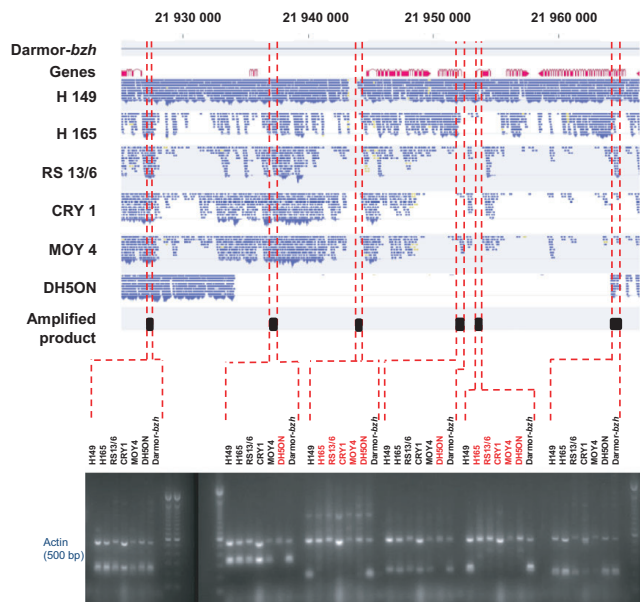 21 930 000 21 940 000 21 950 000 21 960 000
Darmor-bzh
Genes
H 149
H 165
RS 13/6
CRY 1
MOY 4
DH5ON
Amplified
product
H149
H165
RS13/6
CRY1
MOY4
DH5ON
Darmor-bzh
H149
H165
RS13/6
CRY1
MOY4
DH5ON
Darmor-bzh
H149
H165
RS13/6
CRY1
MOY4
DH5ON
Darmor-bzh
H149
H165
RS13/6
CRY1
MOY4
DH5ON
Darmor-bzh
H149
H165
RS13/6
CRY1
MOY4
DH5ON
Darmor-bzh
H149
H165
RS13/6
CRY1
MOY4
DH5ON
Darmor-bzh
Actin
(500 bp)